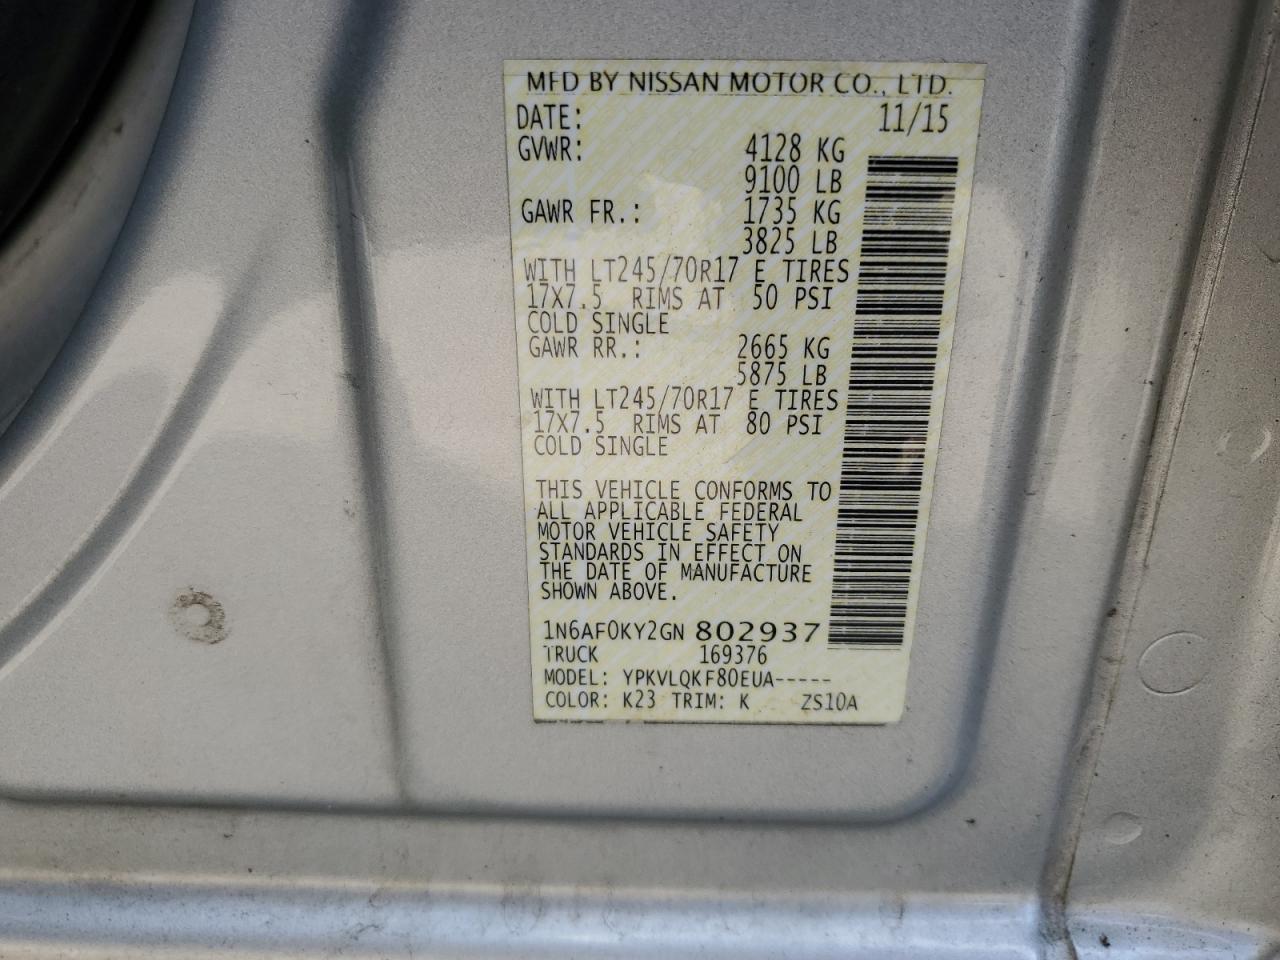 MFD BY NISSAN MOTOR CO., LTD.
DATE: 11/15
GVWR: 4128 KG
9100 LB
GAWR FR.: 1735 KG
3825 LB
WITH LT245/70R17 E TIRES
17X7.5 RIMS AT 50 PSI
COLD SINGLE
GAWR RR.: 2665 KG
5875 LB
WITH LT245/70R17 E TIRES
17X7.5 RIMS AT 80 PSI
COLD SINGLE
THIS VEHICLE CONFORMS TO
ALL APPLICABLE FEDERAL
MOTOR VEHICLE SAFETY
STANDARDS IN EFFECT ON
THE DATE OF MANUFACTURE
SHOWN ABOVE.
1N6AF0KY2GN 802937
TRUCK 169376
MODEL: YPKVLQKF80EUA-----
COLOR: K23 TRIM: K ZS10A